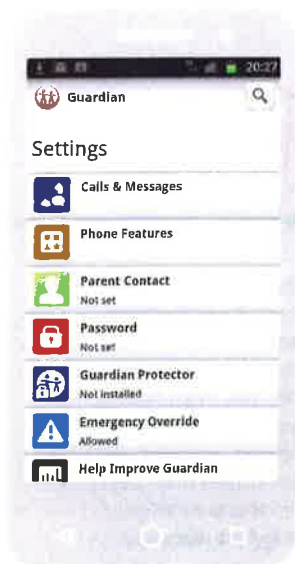 20:27
Guardian
Settings
Calls & Messages
Phone Features
Parent Contact
Not set
Password
Not set
Guardian Protector
Not installed
Emergency Override
Allowed
Help Improve Guardian